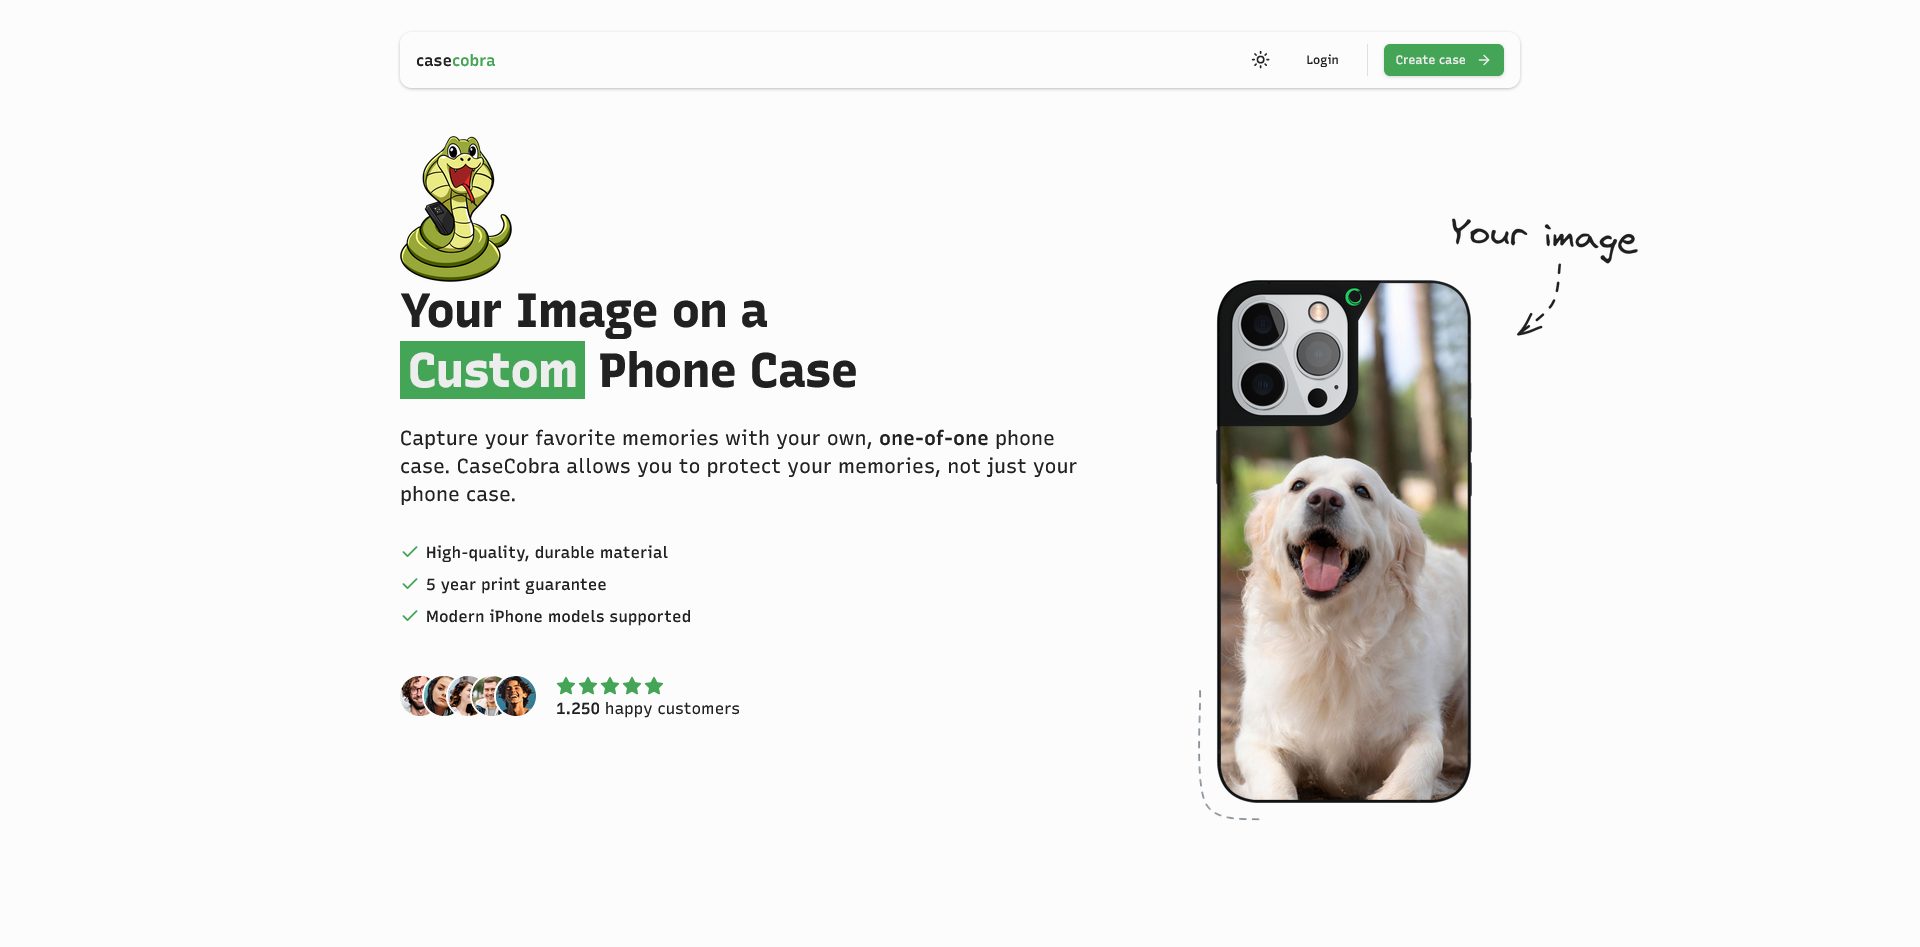 casecobra
Login
Create case
Your image
Your Image on a
Custom Phone Case
Capture your favorite memories with your own, one-of-one phone
case. CaseCobra allows you to protect your memories, not just your
phone case.
High-quality, durable material
5 year print guarantee
Modern iPhone models supported
1.250 happy customers